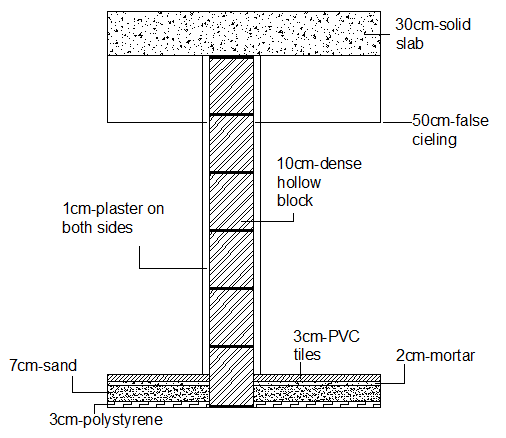 30cm-solid
slab
50cm-false
cieling
10cm-dense
hollow
block
1cm-plaster on
both sides
3cm-PVC
tiles
2cm-mortar
7cm-sand
3cm-polystyrene